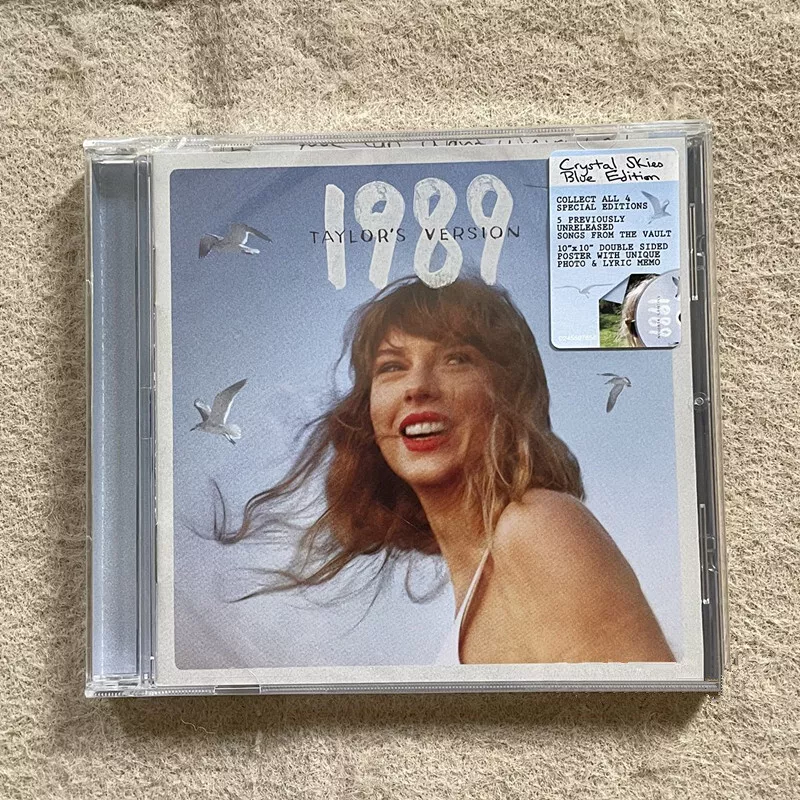 1989
TAYLOR'S VERSION
Crystal Skies
Blue Edition
COLLECT ALL 4
SPECIAL EDITIONS
5 PREVIOUSLY
UNRELEASED
SONGS FROM THE VAULT
10"x10" DOUBLE SIDED
POSTER WITH UNIQUE
PHOTO & LYRIC MEMO
1989